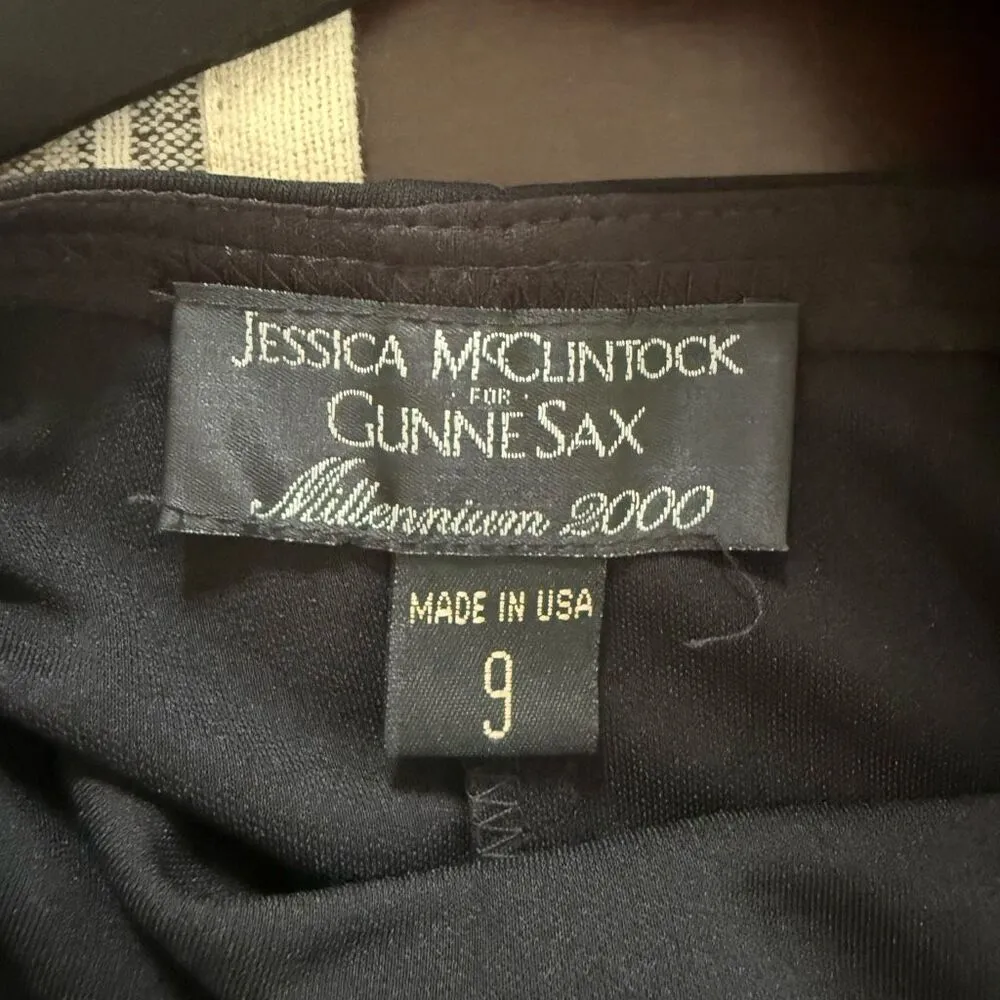 JESSICA McCLINTOCK
· FOR ·
GUNNE SAX
Millennium 2000
MADE IN USA
9